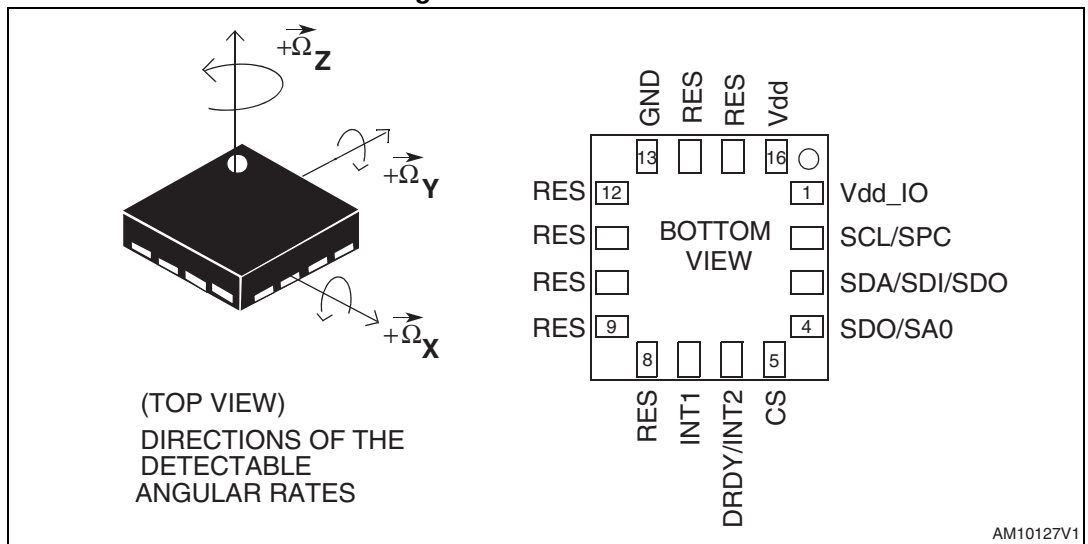 +Ω Z
+Ω Y
+Ω X
(TOP VIEW)
DIRECTIONS OF THE
DETECTABLE
ANGULAR RATES
GND
RES
RES
Vdd
13
16
RES 12
1 Vdd_IO
RES
SCL/SPC
BOTTOM
VIEW
RES
SDA/SDI/SDO
RES 9
4 SDO/SA0
8
5
RES
INT1
DRDY/INT2
CS
AM10127V1